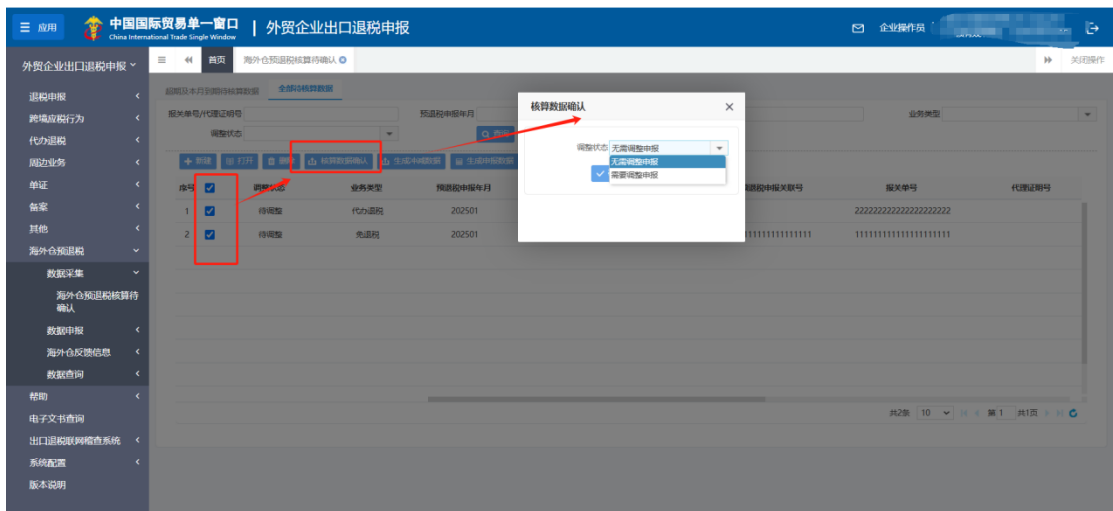 应用
中国国际贸易单一窗口 | 外贸企业出口退税申报
China International Trade Single Window
企业操作员
外贸企业出口退税申报
首页 海外仓预退税核算待确认
关闭操作
退税申报
跨境应税行为
代办退税
周边业务
单证
备案
其他
海外仓预退税
数据采集
海外仓预退税核算待
确认
数据申报
海外仓反馈信息
数据查询
帮助
电子文书查询
出口退税联网稽查系统
系统配置
版本说明
超期及本月到期待核算数据 全部待核算数据
报关单号/代理证明号 预退税申报年月 业务类型
调整状态 查询
新建 打开 删除 核算数据确认 生成冲减数据 生成申报数据
序号 调整状态 业务类型 预退税申报年月 预退税申报关联号 报关单号 代理证明号
1 待调整 代办退税 202501 222222222222222222222
2 待调整 免退税 202501 111111111111111111111
核算数据确认
调整状态 无需调整申报
无需调整申报
需要调整申报
共2条 10 第 1 共1页